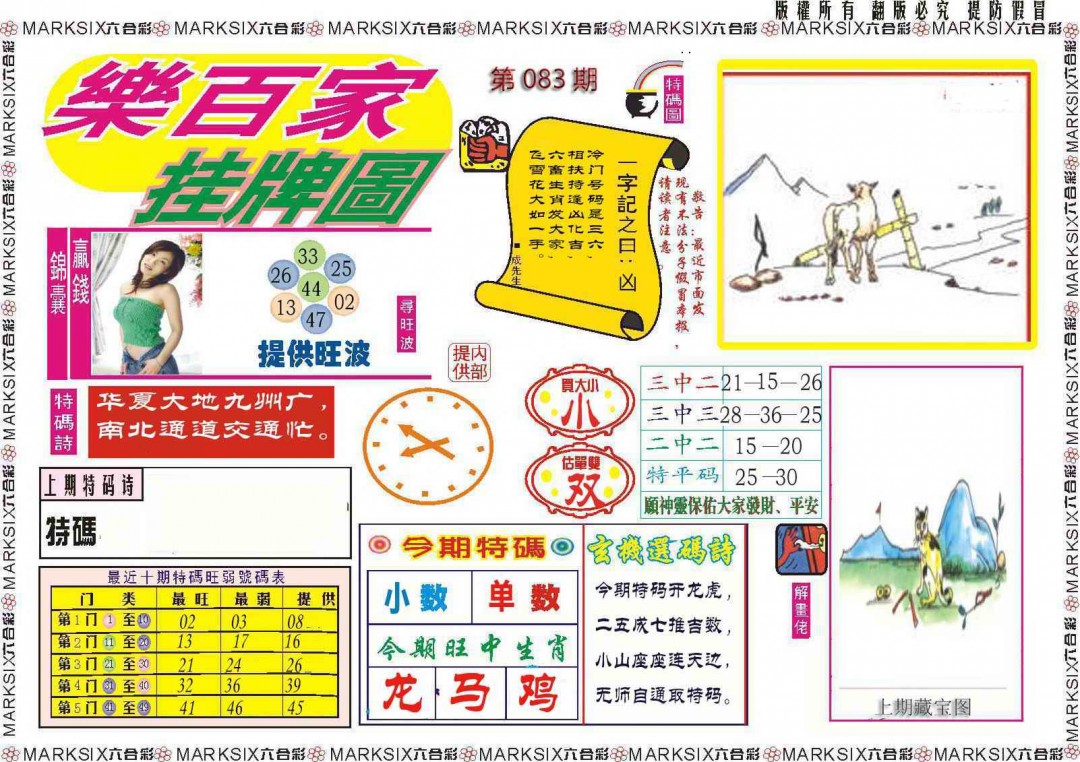 版權所有 翻版必究 提防假冒
MARKSIX六合彩 MARKSIX六合彩 MARKSIX六合彩 MARKSIX六合彩 MARKSIX六合彩 MARKSIX六合彩 MARKSIX六合彩
樂百家
挂牌圖
第 083 期
特碼圖
一字記之曰:凶
冷门号码是三六、
相扶持逢凶化吉、
六畜生肖发大家、
飞雪花大如一手。
■成先生
敬告:最近市面发
现有不法分子假冒本报,
请读者注意
贏錢
錦囊
33
26
25
44
13
02
47
提供旺波
尋旺波
内部
提供
特碼詩
华夏大地九州广,
南北通道交通忙。
買大小
小
估單雙
双
三中二 21-15-26
三中三 28-36-25
二中二 15-20
特平码 25-30
願神靈保佑大家發財、平安
上期特码诗
特碼
最近十期特碼旺弱號碼表
门 类 最旺 最弱 提供
第1门 1 至 10 02 03 08
第2门 11 至 20 13 17 16
第3门 21 至 30 21 24 26
第4门 31 至 40 32 36 39
第5门 41 至 49 41 46 45
今期特碼
小数 单数
今期旺中生肖
龙 马 鸡
玄機選碼詩
今期特码开龙虎,
二五成七推吉数,
小山座座连天边,
无师自通取特码。
解畫佬
上期藏宝图
MARKSIX六合彩 MARKSIX六合彩 MARKSIX六合彩 MARKSIX六合彩 MARKSIX六合彩 MARKSIX六合彩 MARKSIX六合彩